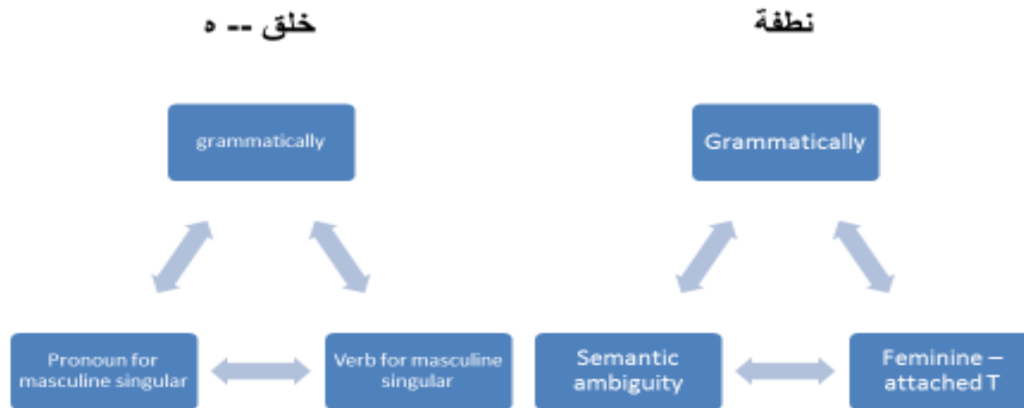 خلق -- ه
نطفة
grammatically
Grammatically
Pronoun for
masculine singular
Verb for masculine
singular
Semantic
ambiguity
Feminine –
attached T